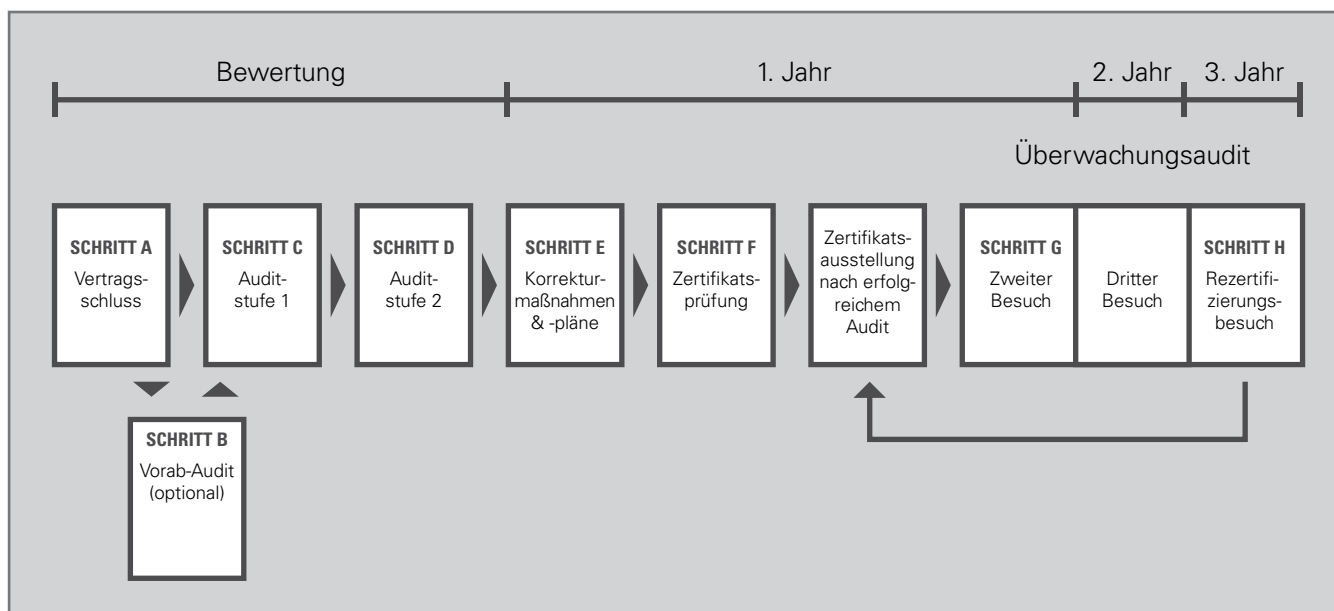 Bewertung
1. Jahr
2. Jahr
3. Jahr
Überwachungsaudit
SCHRITT A
Vertrags-
schluss
SCHRITT C
Audit-
stufe 1
SCHRITT D
Audit-
stufe 2
SCHRITT E
Korrektur-
maßnahmen
& -pläne
SCHRITT F
Zertifikats-
prüfung
Zertifikats-
ausstellung
nach erfolg-
reichem
Audit
SCHRITT G
Zweiter
Besuch
Dritter
Besuch
SCHRITT H
Rezertifi-
zierungs-
besuch
SCHRITT B
Vorab-Audit
(optional)